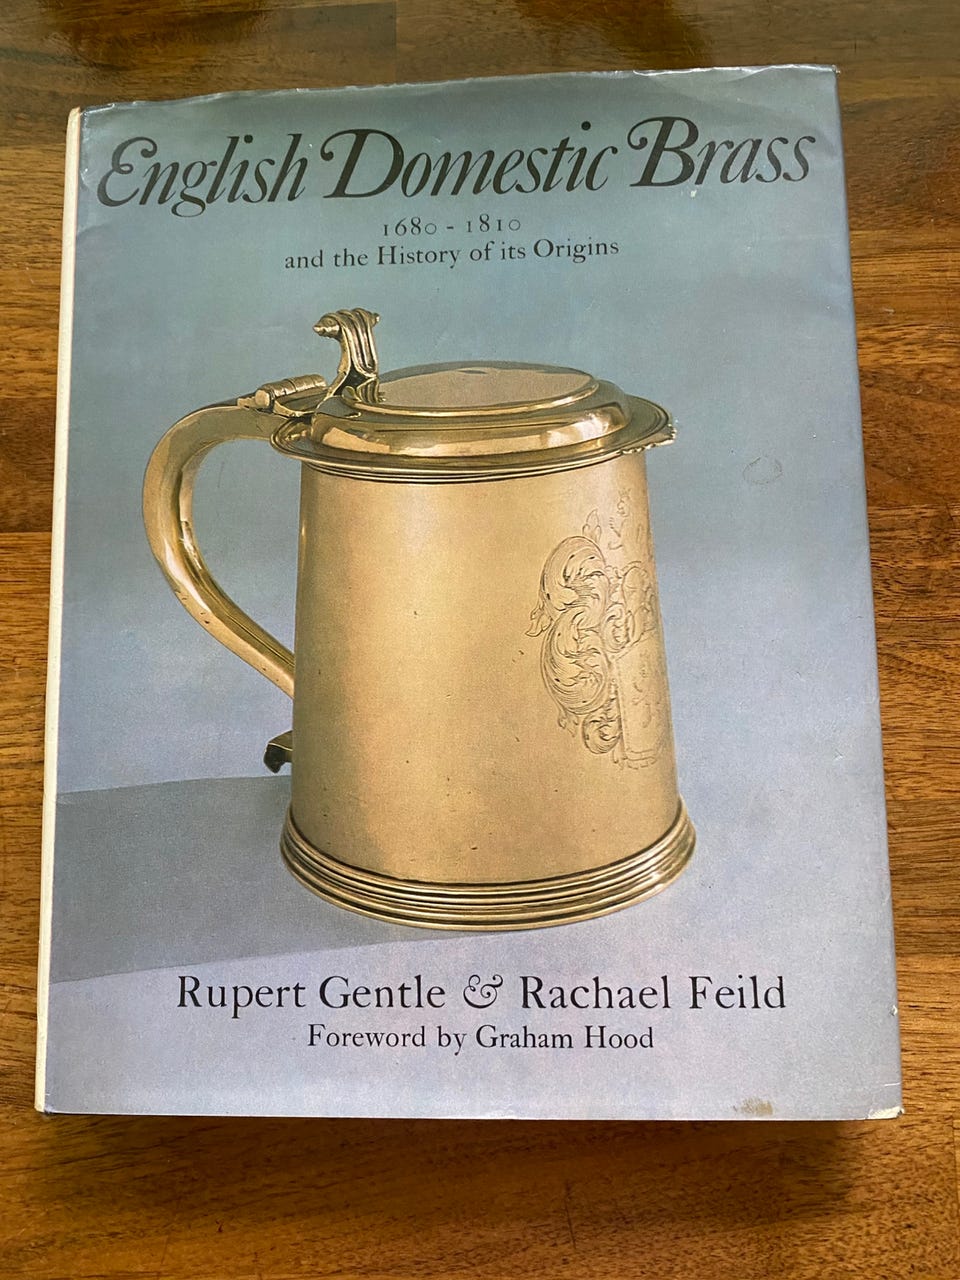 English Domestic Brass
1680 - 1810
and the History of its Origins
Rupert Gentle & Rachael Feild
Foreword by Graham Hood